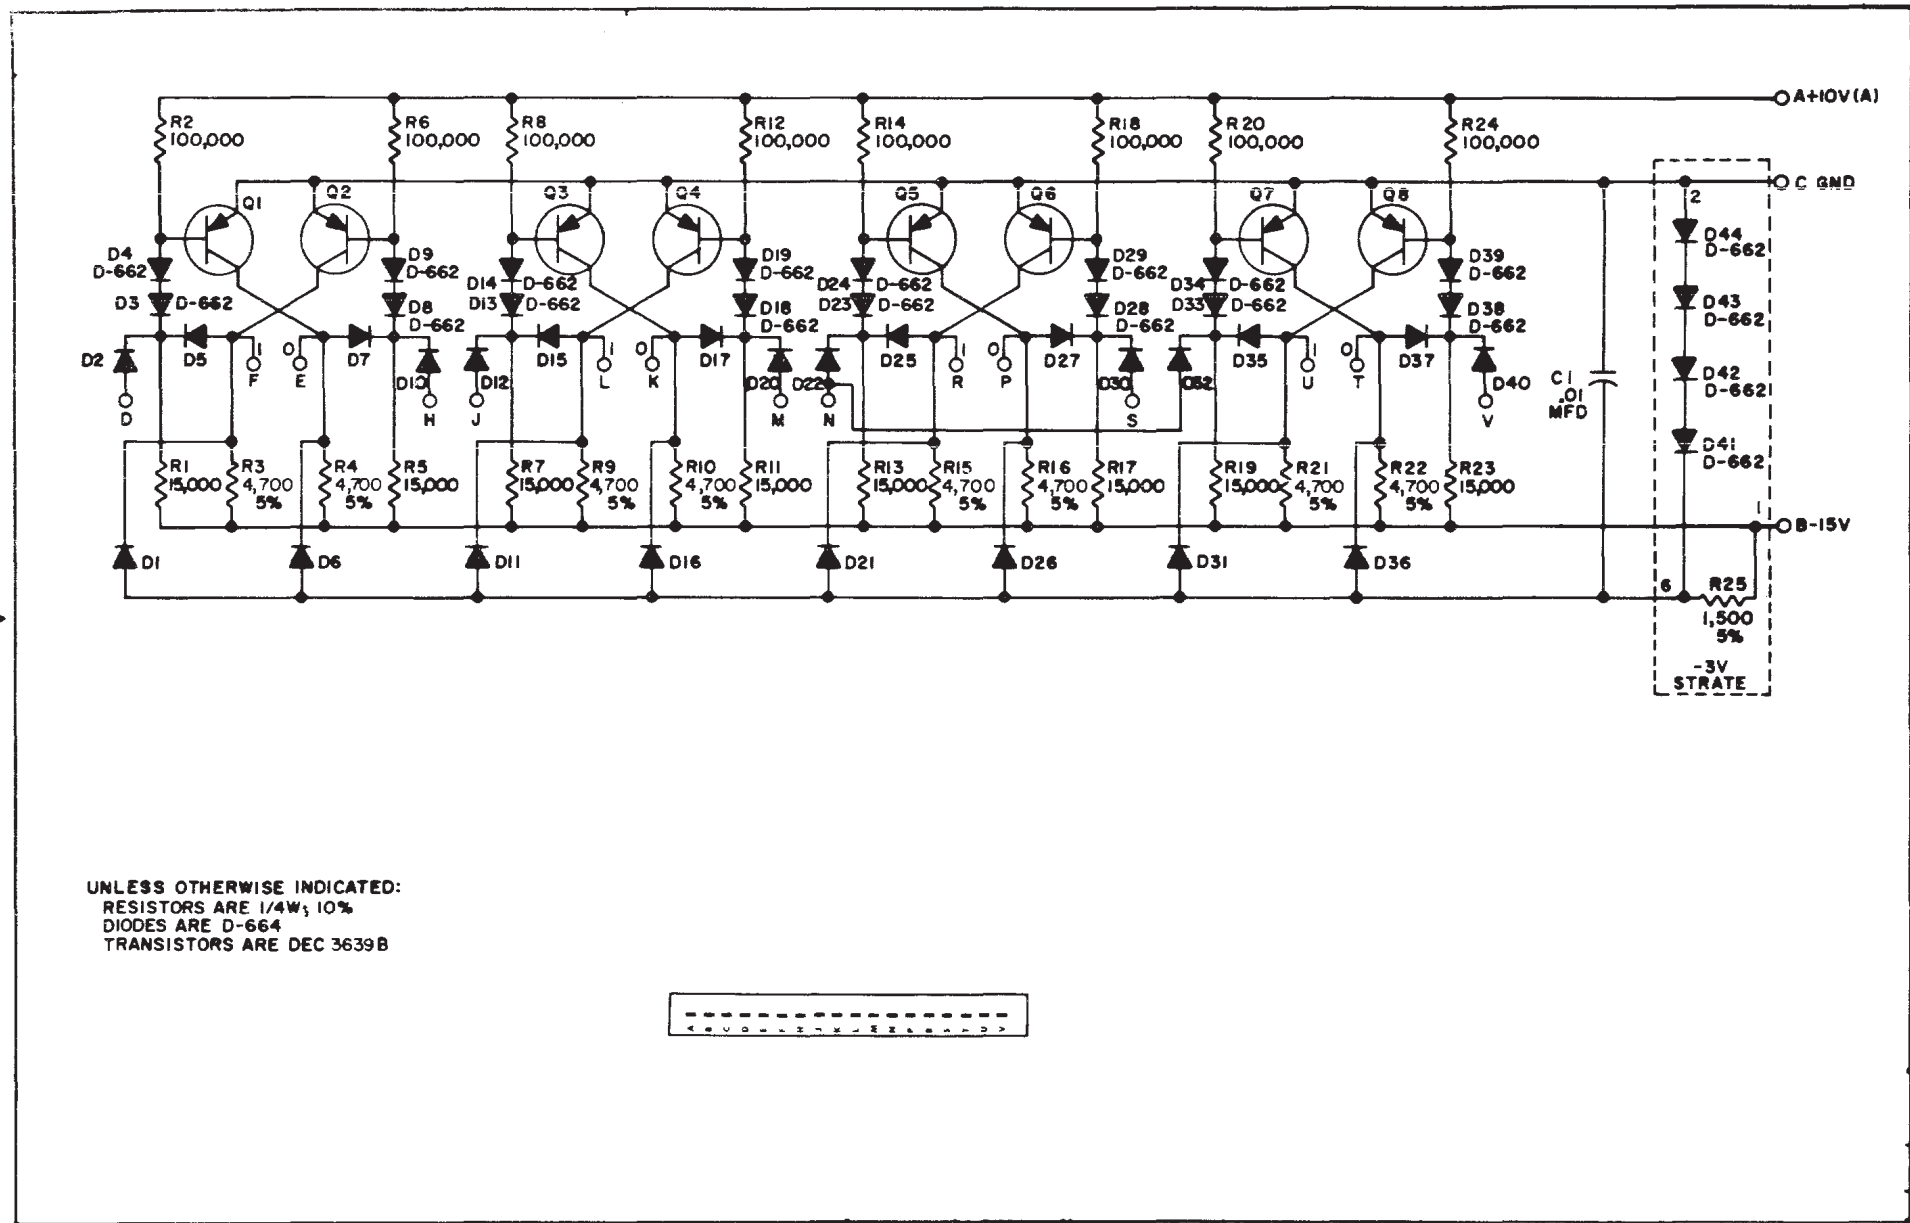 A+10V(A)
R2 100,000
R6 100,000
R8 100,000
R12 100,000
R14 100,000
R18 100,000
R20 100,000
R24 100,000
C GND
Q1
Q2
Q3
Q4
Q5
Q6
Q7
Q8
2
D4 D-662
D9 D-662
D14 D-662
D19 D-662
D24 D-662
D29 D-662
D34 D-662
D39 D-662
D44 D-662
D3 D-662
D8 D-662
D13 D-662
D18 D-662
D23 D-662
D28 D-662
D33 D-662
D38 D-662
D43 D-662
D2
D5
1
F
0
E
D7
D10
D12
D15
1
L
0
K
D17
D20
D22
D25
1
R
0
P
D27
D30
D32
D35
1
U
0
T
D37
D40
D42 D-662
C1 .01 MFD
D
H
J
M
N
S
V
D41 D-662
R1 15,000
R3 4,700 5%
R4 4,700 5%
R5 15,000
R7 15,000
R9 4,700 5%
R10 4,700 5%
R11 15,000
R13 15,000
R15 4,700 5%
R16 4,700 5%
R17 15,000
R19 15,000
R21 4,700 5%
R22 4,700 5%
R23 15,000
1
B-15V
D1
D6
D11
D16
D21
D26
D31
D36
6
R25
1,500
5%
-3V
STRATE
UNLESS OTHERWISE INDICATED:
RESISTORS ARE 1/4W; 10%
DIODES ARE D-664
TRANSISTORS ARE DEC 3639B
A B C D E F H J K L M N P R S T U V